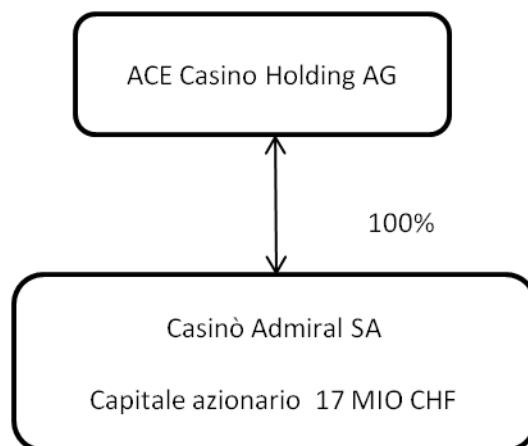 ACE Casino Holding AG
100%
Casinò Admiral SA
Capitale azionario 17 MIO CHF